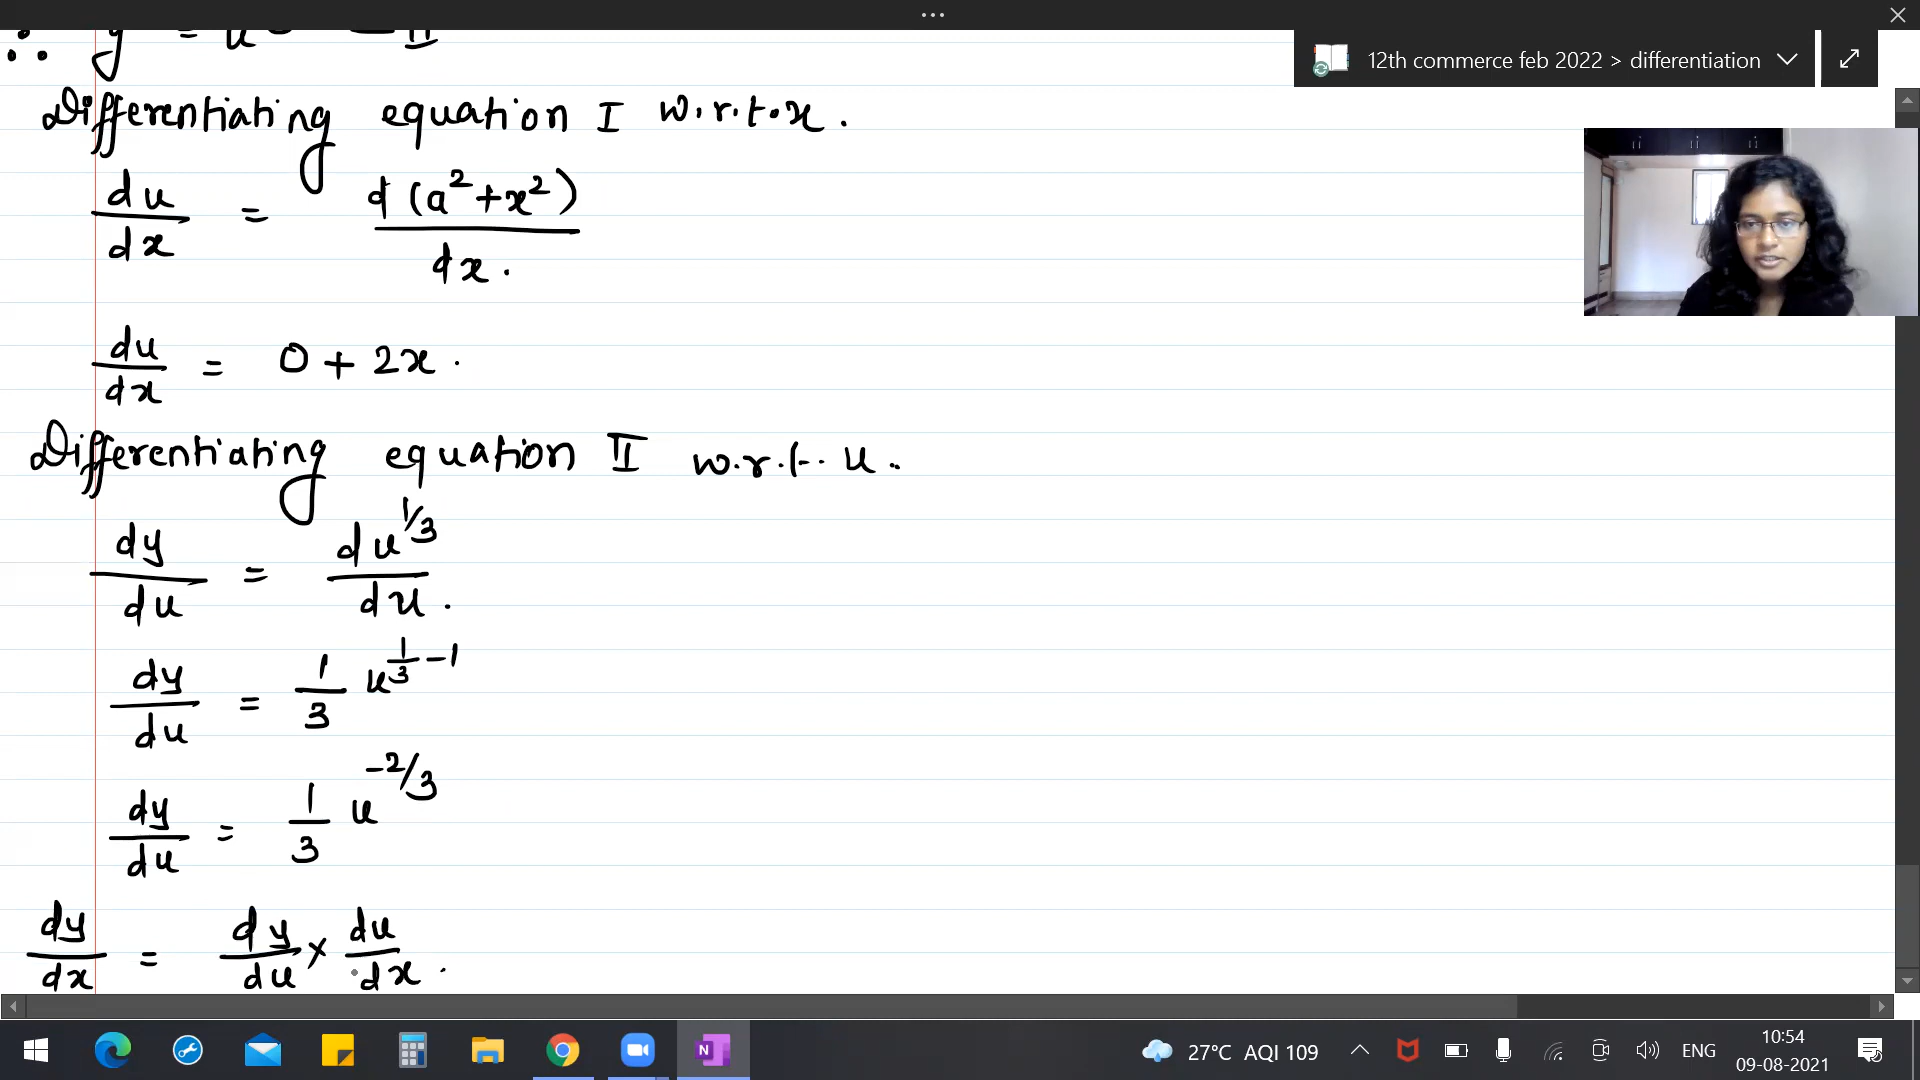 12th commerce feb 2022 > differentiation
∴ y = u — II
Differentiating equation I w.r.t.x.
du/dx = d(a²+x²)/dx.
du/dx = 0 + 2x.
Differentiating equation II w.r.t. u.
dy/du = du^1/3/du.
dy/du = 1/3 u^(1/3 - 1)
dy/du = 1/3 u^-2/3
dy/dx = dy/du × du/dx.
27°C AQI 109
ENG
10:54
09-08-2021